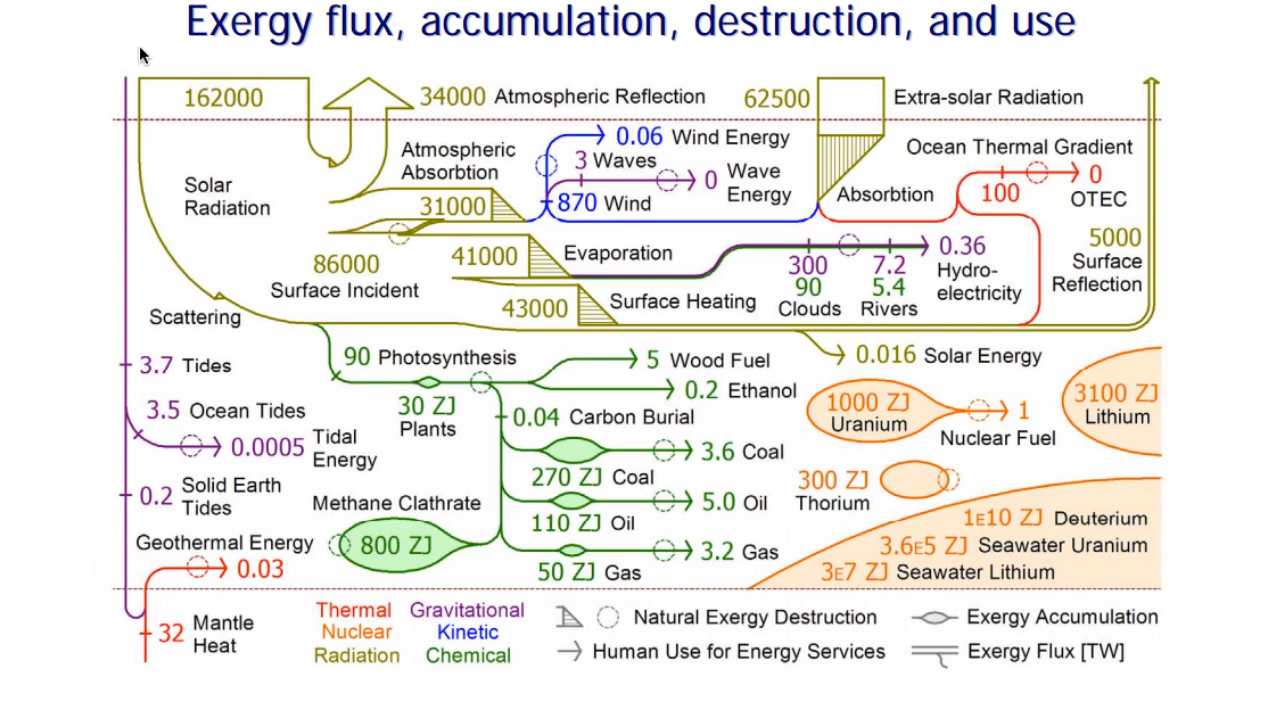 Exergy flux, accumulation, destruction, and use
162000
34000 Atmospheric Reflection
62500 Extra-solar Radiation
Solar
Radiation
Atmospheric
Absorbtion
31000
0.06 Wind Energy
3 Waves
0 Wave
Energy
870 Wind
Absorbtion
Ocean Thermal Gradient
100
0
OTEC
86000
Surface Incident
41000 Evaporation
300
90
Clouds
7.2
5.4
Rivers
0.36
Hydro-
electricity
5000
Surface
Reflection
43000 Surface Heating
Scattering
90 Photosynthesis
30 ZJ
Plants
5 Wood Fuel
0.2 Ethanol
0.016 Solar Energy
3.7 Tides
3.5 Ocean Tides
0.0005 Tidal
Energy
0.2 Solid Earth
Tides
0.04 Carbon Burial
3.6 Coal
270 ZJ Coal
5.0 Oil
110 ZJ Oil
3.2 Gas
50 ZJ Gas
Methane Clathrate
800 ZJ
1000 ZJ
Uranium
1
Nuclear Fuel
3100 ZJ
Lithium
300 ZJ
Thorium
1E10 ZJ Deuterium
3.6E5 ZJ Seawater Uranium
3E7 ZJ Seawater Lithium
Geothermal Energy
0.03
32 Mantle
Heat
Thermal Gravitational
Nuclear Kinetic
Radiation Chemical
Natural Exergy Destruction
Human Use for Energy Services
Exergy Accumulation
Exergy Flux [TW]